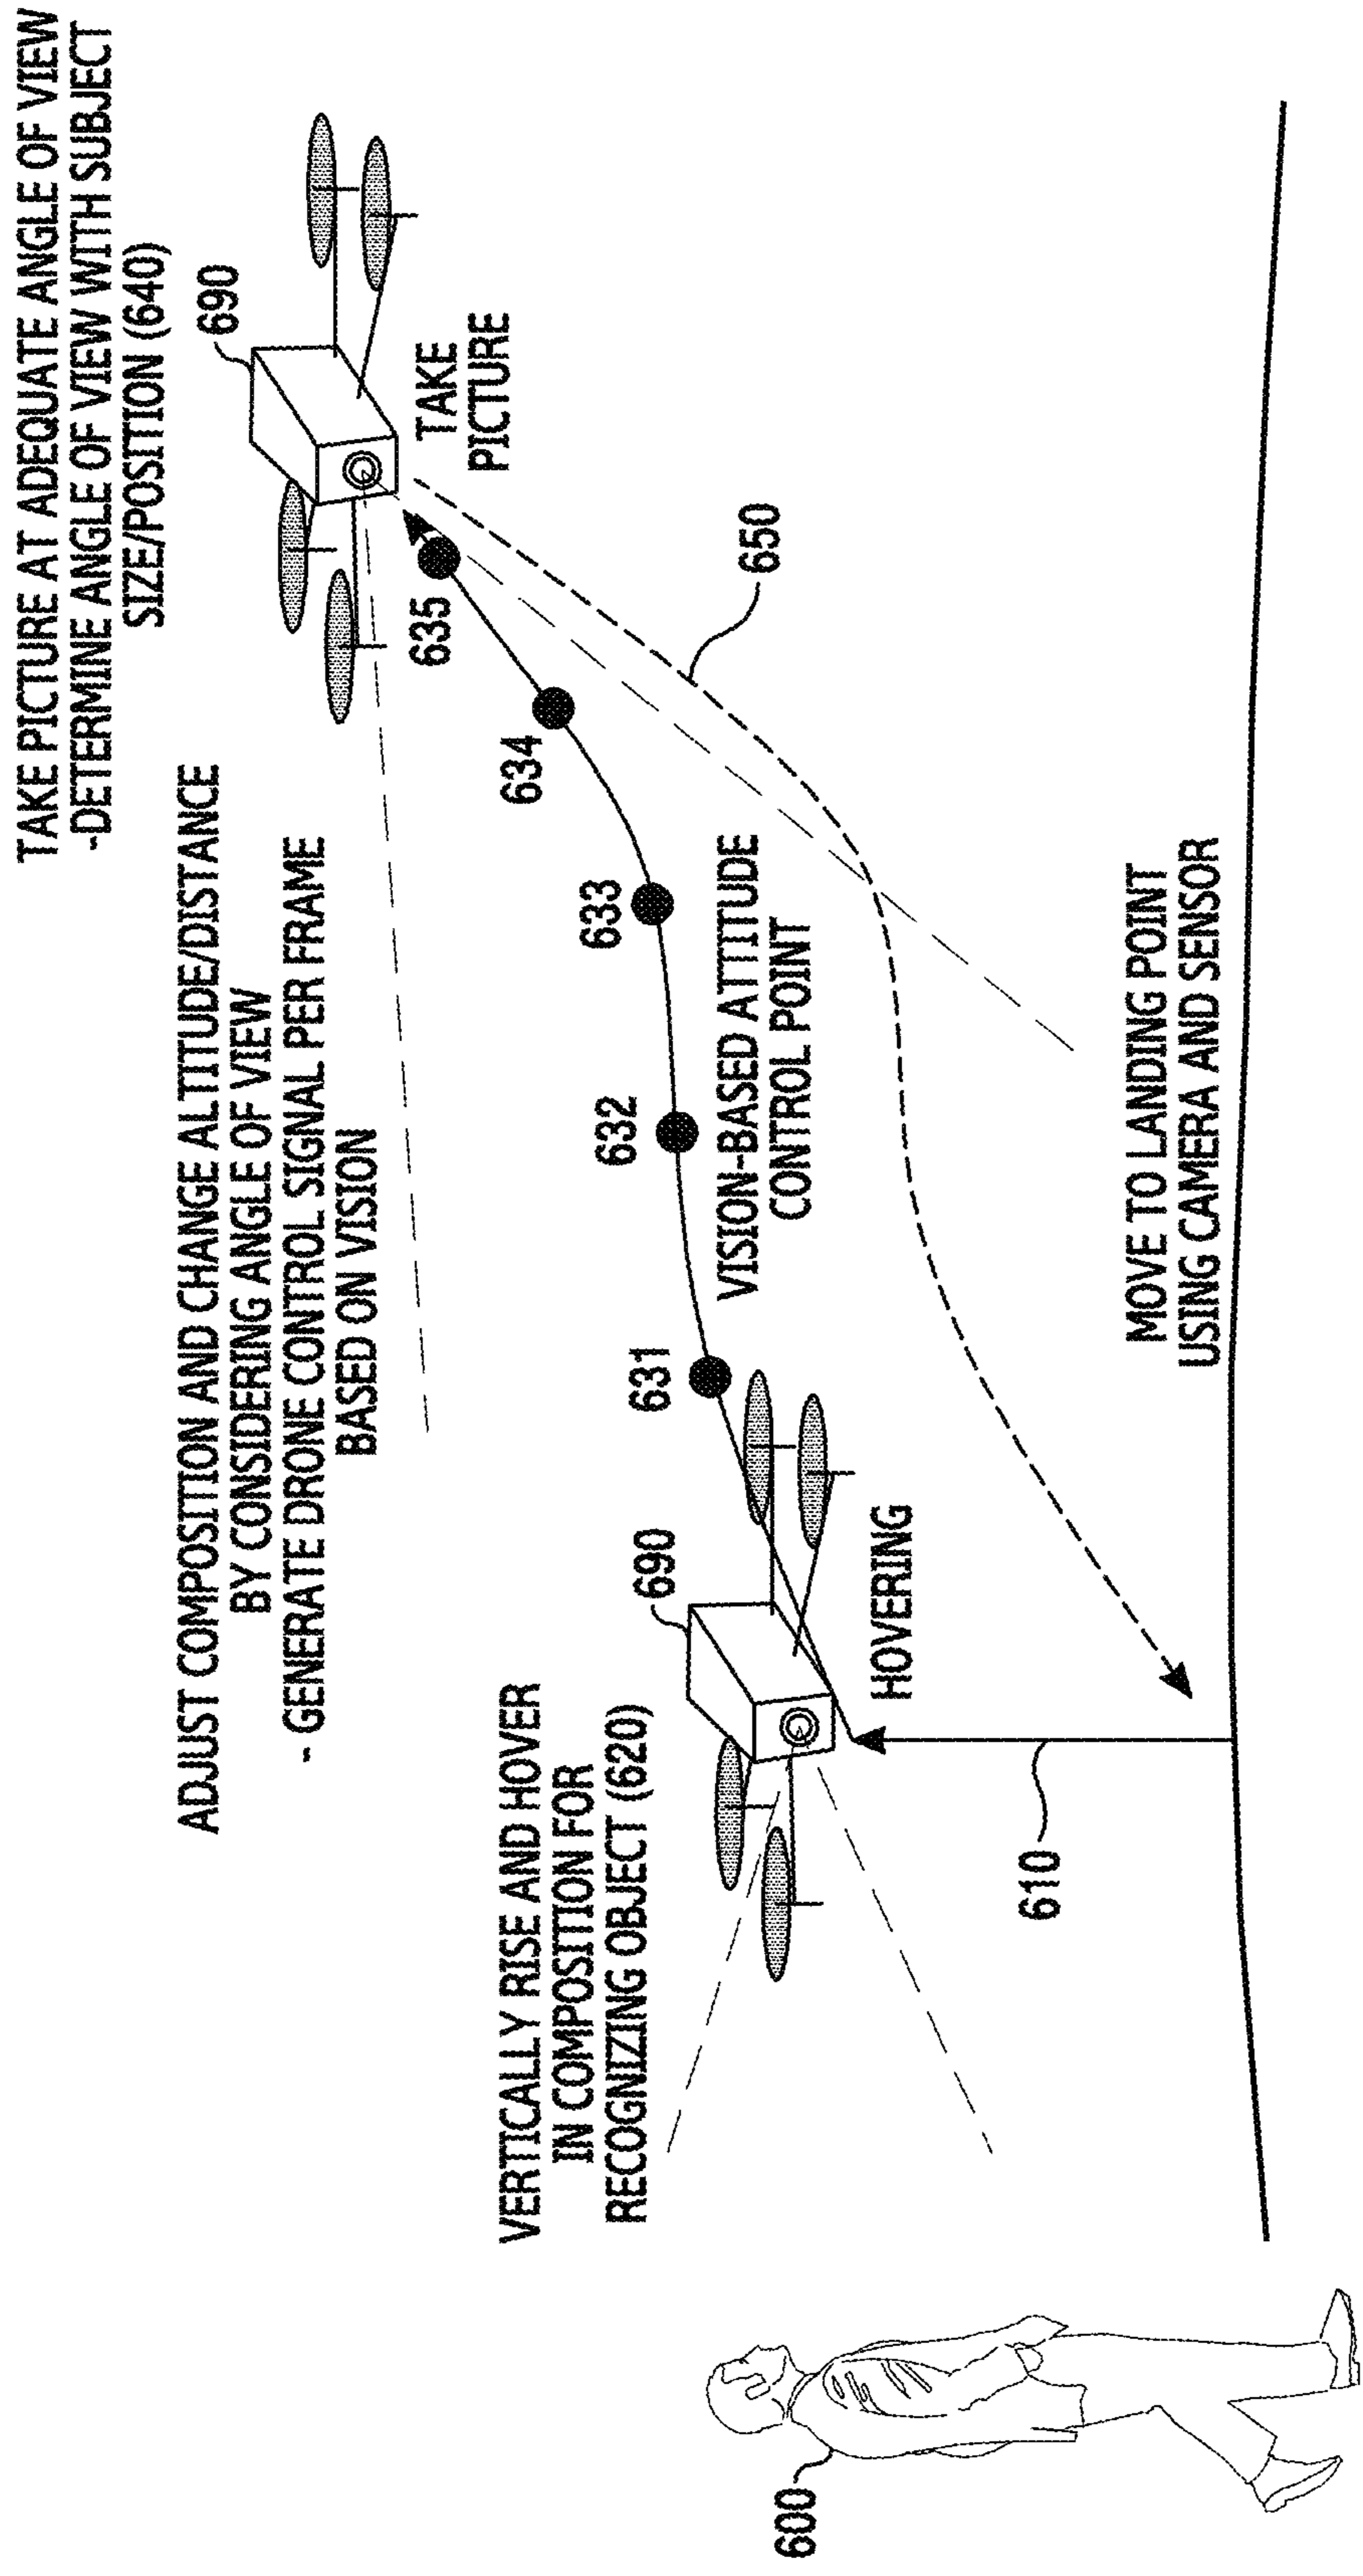 TAKE PICTURE AT ADEQUATE ANGLE OF VIEW
-DETERMINE ANGLE OF VIEW WITH SUBJECT
SIZE/POSITION (640)
690
TAKE
PICTURE
ADJUST COMPOSITION AND CHANGE ALTITUDE/DISTANCE
BY CONSIDERING ANGLE OF VIEW
- GENERATE DRONE CONTROL SIGNAL PER FRAME
BASED ON VISION
635
634
633
632
631
650
VISION-BASED ATTITUDE
CONTROL POINT
VERTICALLY RISE AND HOVER
IN COMPOSITION FOR
RECOGNIZING OBJECT (620)
690
HOVERING
610
MOVE TO LANDING POINT
USING CAMERA AND SENSOR
600